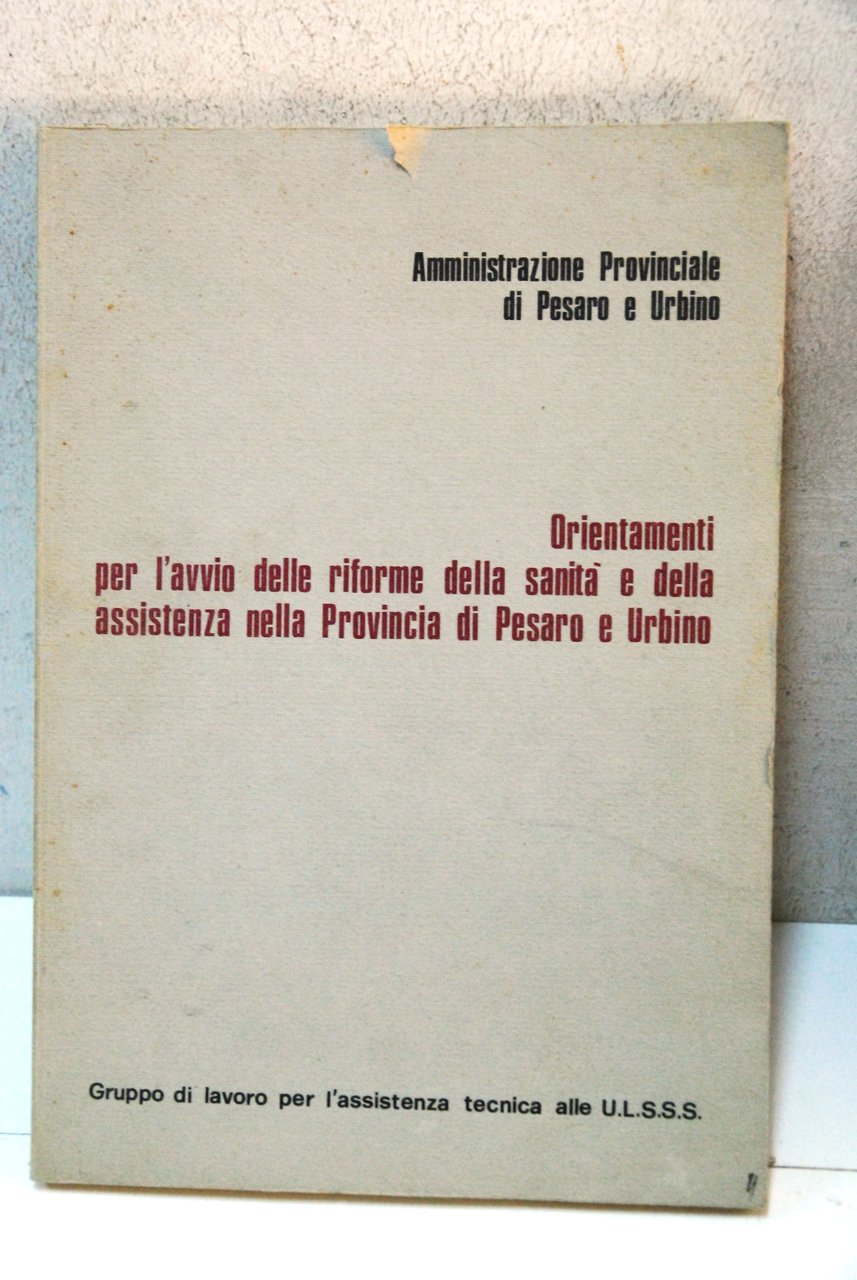 Amministrazione Provinciale
di Pesaro e Urbino
Orientamenti
per l'avvio delle riforme della sanità e della
assistenza nella Provincia di Pesaro e Urbino
Gruppo di lavoro per l'assistenza tecnica alle U.L.S.S.S.